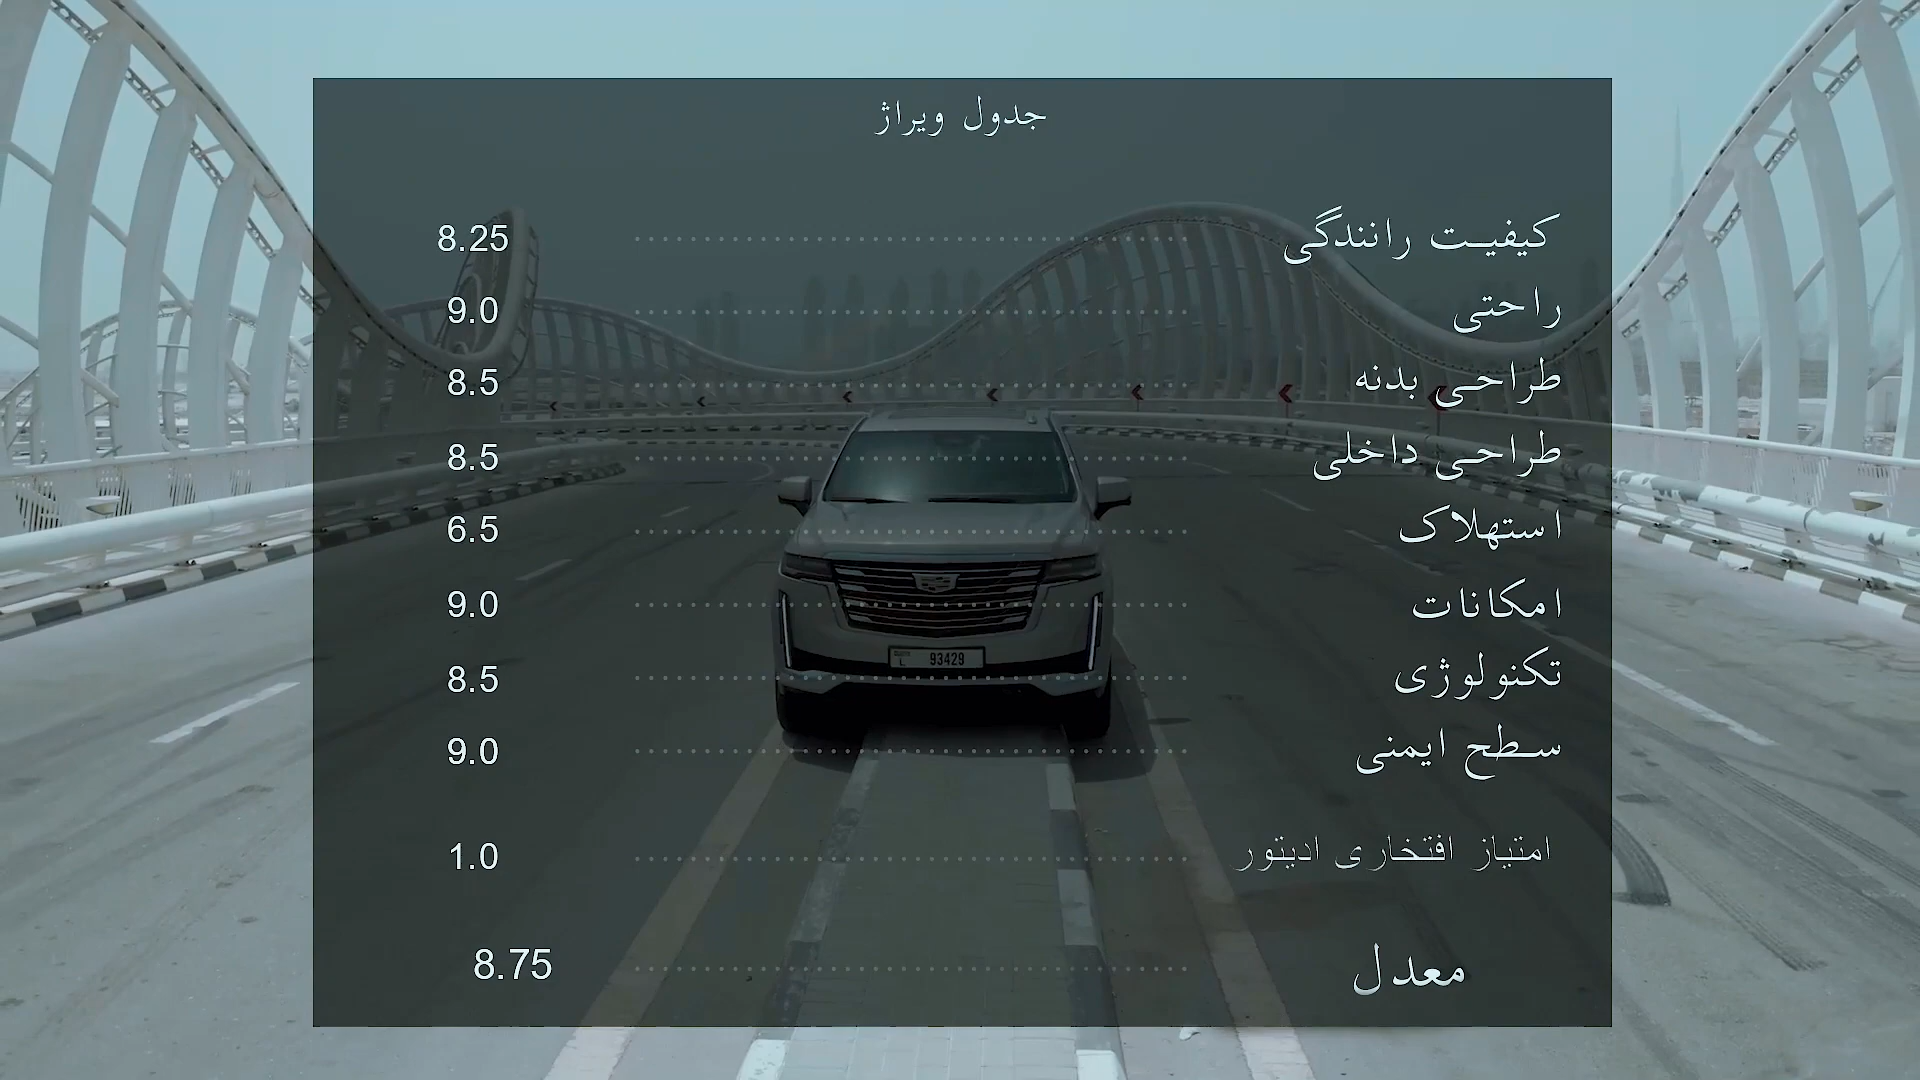 جدول ویراژ
کیفیت رانندگی 8.25
راحتی 9.0
طراحی بدنه 8.5
طراحی داخلی 8.5
استهلاک 6.5
امکانات 9.0
تکنولوژی 8.5
سطح ایمنی 9.0
امتیاز افتخاری ادیتور 1.0
معدل 8.75
L 93429